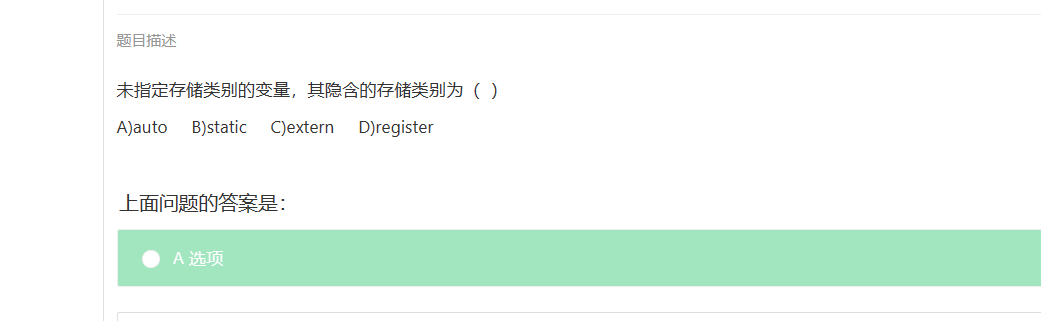 题目描述
未指定存储类别的变量，其隐含的存储类别为（ ）
A)auto B)static C)extern D)register
上面问题的答案是：
A 选项